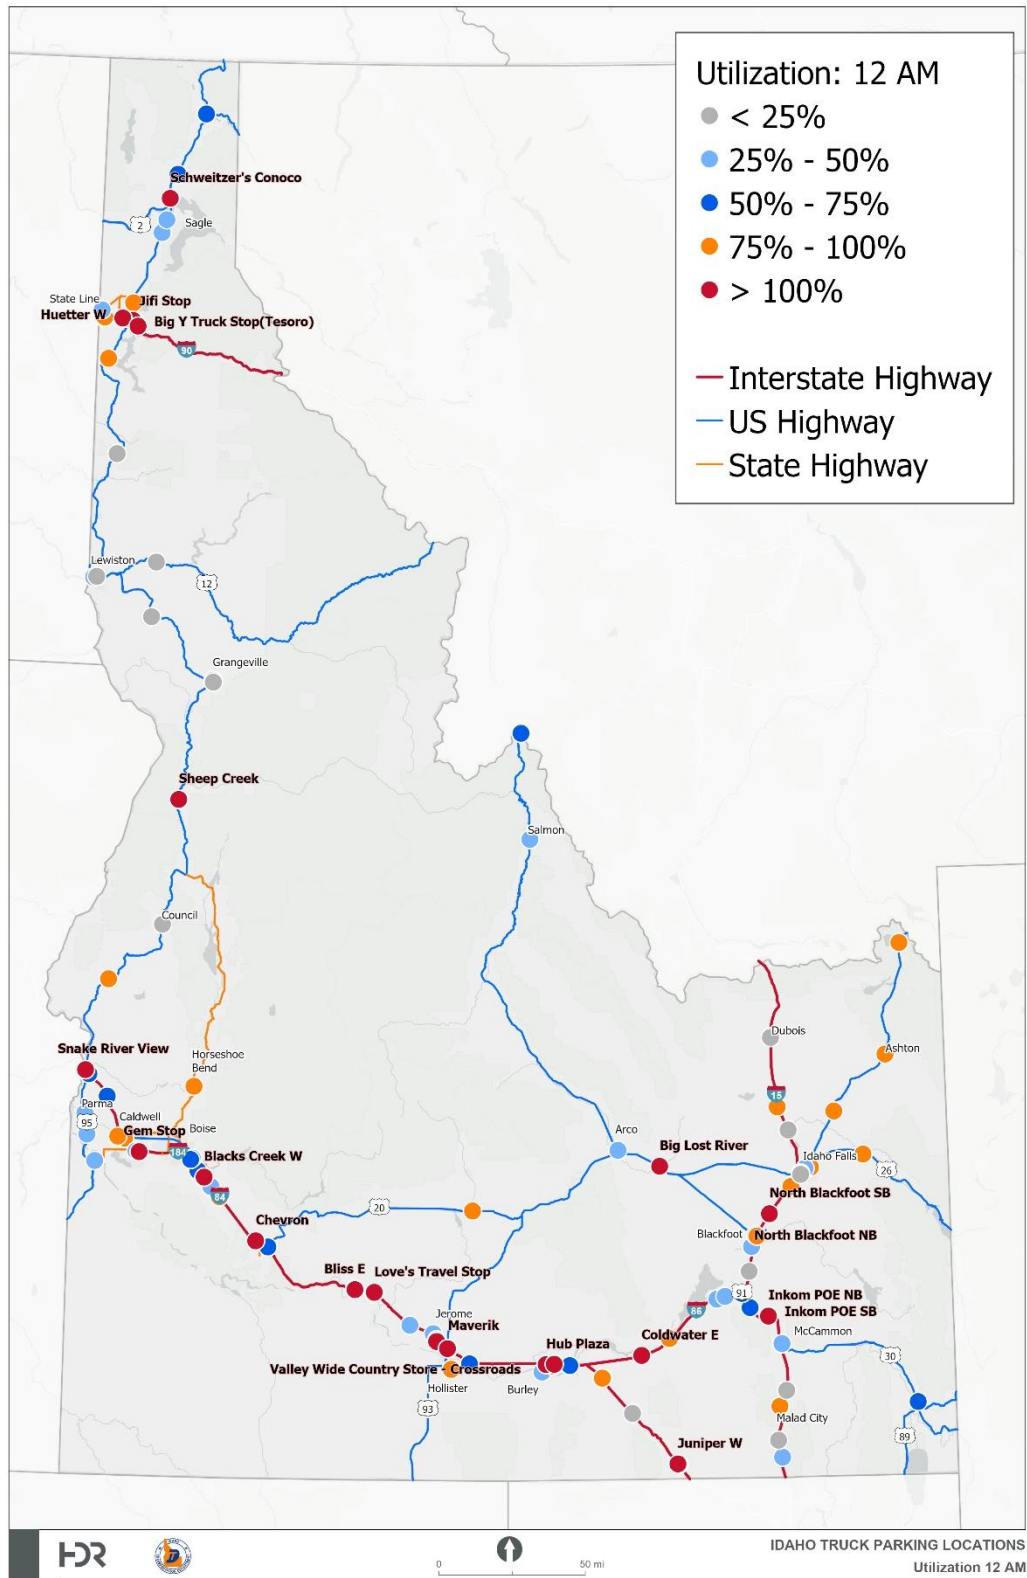 Utilization: 12 AM
< 25%
25% - 50%
50% - 75%
75% - 100%
> 100%
Interstate Highway
US Highway
State Highway
Schweitzer's Conoco
2
Sagle
State Line
Jifi Stop
Huetter W
Big Y Truck Stop(Tesoro)
90
Lewiston
12
Grangeville
Sheep Creek
Salmon
Council
Dubois
Snake River View
Horseshoe
Bend
Ashton
15
Parma
95
Caldwell
Gem Stop
Boise
184
Arco
Big Lost River
Idaho Falls
26
Blacks Creek W
84
North Blackfoot SB
20
Chevron
Blackfoot
North Blackfoot NB
Bliss E
Love's Travel Stop
91
Inkom POE NB
86
Inkom POE SB
Jerome
Maverik
McCammon
Coldwater E
Hub Plaza
30
Valley Wide Country Store - Crossroads
Hollister
Burley
93
Malad City
89
Juniper W
HDR
0
50 mi
IDAHO TRUCK PARKING LOCATIONS
Utilization 12 AM